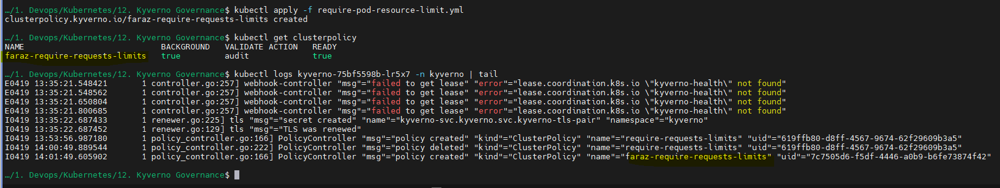 …/1. Devops/Kubernetes/12. Kyverno Governance$ kubectl apply -f require-pod-resource-limit.yml
clusterpolicy.kyverno.io/faraz-require-requests-limits created
…/1. Devops/Kubernetes/12. Kyverno Governance$ kubectl get clusterpolicy
NAME BACKGROUND VALIDATE ACTION READY
faraz-require-requests-limits true audit true
…/1. Devops/Kubernetes/12. Kyverno Governance$ kubectl logs kyverno-75bf5598b-lr5x7 -n kyverno | tail
E0419 13:35:21.548421 1 controller.go:257] webhook-controller "msg"="failed to get lease" "error"="lease.coordination.k8s.io \"kyverno-health\" not found"
E0419 13:35:21.548562 1 controller.go:257] webhook-controller "msg"="failed to get lease" "error"="lease.coordination.k8s.io \"kyverno-health\" not found"
E0419 13:35:21.650804 1 controller.go:257] webhook-controller "msg"="failed to get lease" "error"="lease.coordination.k8s.io \"kyverno-health\" not found"
E0419 13:35:21.800685 1 controller.go:257] webhook-controller "msg"="failed to get lease" "error"="lease.coordination.k8s.io \"kyverno-health\" not found"
I0419 13:35:22.687433 1 renewer.go:225] tls "msg"="secret created" "name"="kyverno-svc.kyverno.svc.kyverno-tls-pair" "namespace"="kyverno"
I0419 13:35:22.687452 1 renewer.go:129] tls "msg"="TLS was renewed"
I0419 13:53:56.987180 1 policy_controller.go:166] PolicyController "msg"="policy created" "kind"="ClusterPolicy" "name"="require-requests-limits" "uid"="619ffb80-d8ff-4567-9674-62f29609b3a5"
I0419 14:00:49.889544 1 policy_controller.go:222] PolicyController "msg"="policy deleted" "kind"="ClusterPolicy" "name"="require-requests-limits" "uid"="619ffb80-d8ff-4567-9674-62f29609b3a5"
I0419 14:01:49.605902 1 policy_controller.go:166] PolicyController "msg"="policy created" "kind"="ClusterPolicy" "name"="faraz-require-requests-limits" "uid"="7c7505d6-f5df-4446-a0b9-b6fe73874f42"
…/1. Devops/Kubernetes/12. Kyverno Governance$